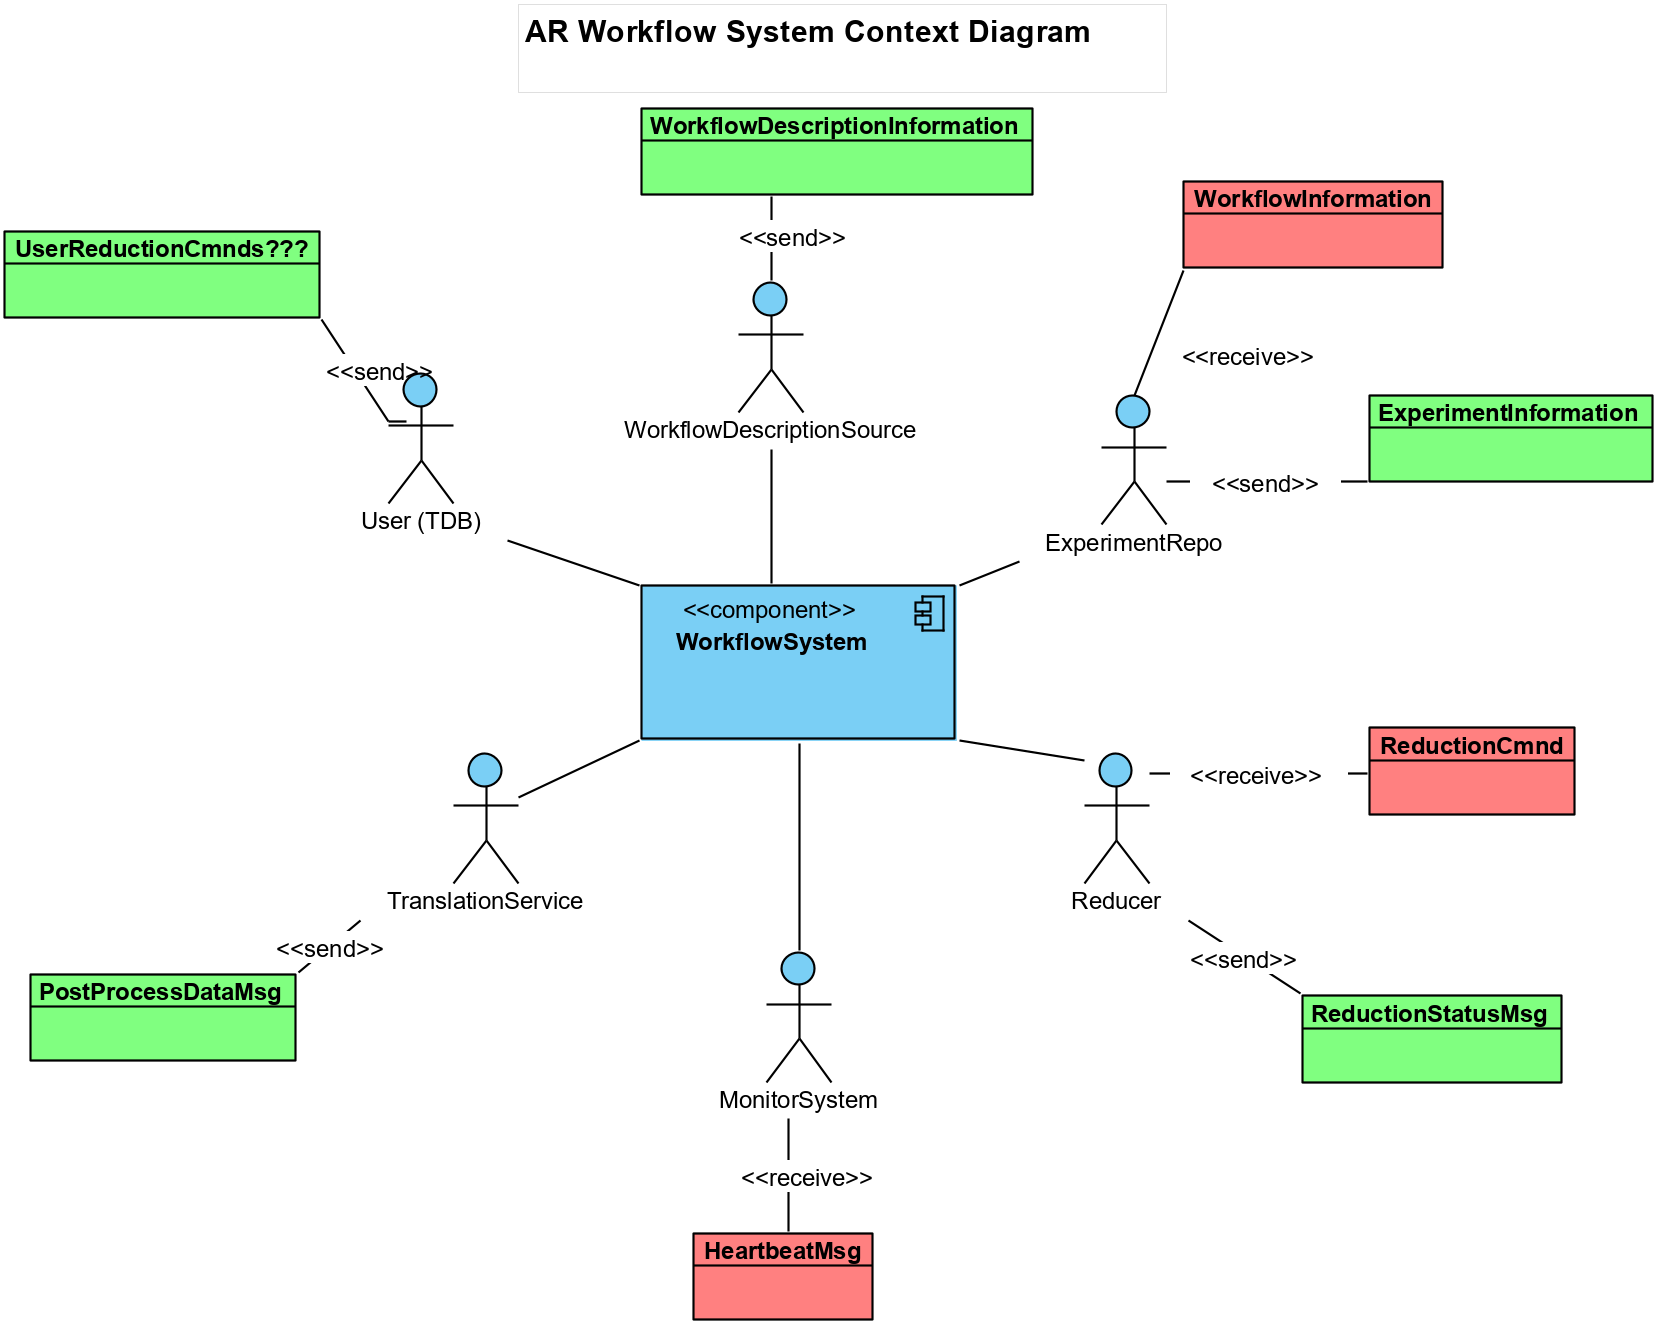 AR Workflow System Context Diagram
WorkflowDescriptionInformation
<<send>>
WorkflowDescriptionSource
WorkflowInformation
<<receive>>
UserReductionCmnds???
<<send>>
User (TDB)
ExperimentInformation
<<send>>
ExperimentRepo
<<component>>
WorkflowSystem
ReductionCmnd
<<receive>>
Reducer
<<send>>
ReductionStatusMsg
TranslationService
<<send>>
PostProcessDataMsg
MonitorSystem
<<receive>>
HeartbeatMsg